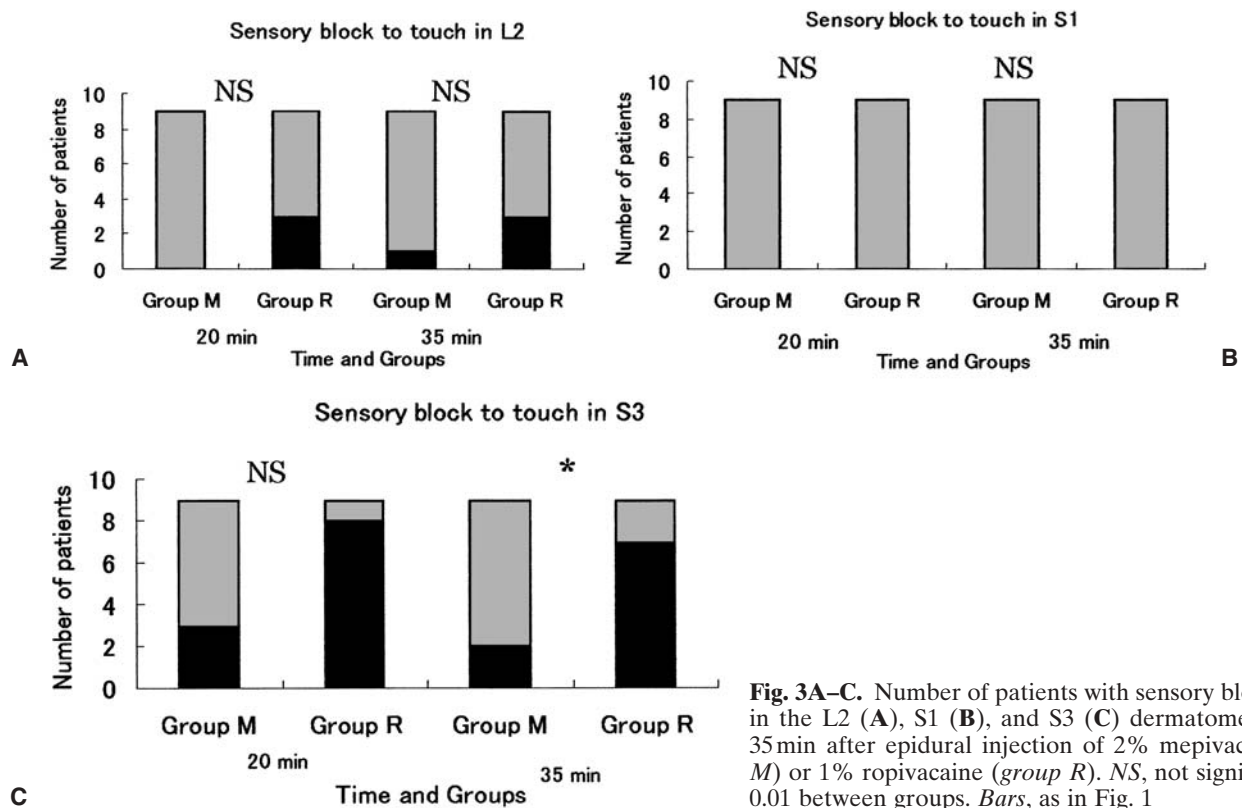 Sensory block to touch in L2
NS NS
Number of patients
10
8
6
4
2
0
Group M Group R Group M Group R
20 min 35 min
Time and Groups
A
Sensory block to touch in S1
NS NS
Number of patients
10
8
6
4
2
0
Group M Group R Group M Group R
20 min 35 min
Time and Groups
B
Sensory block to touch in S3
NS *
Number of patients
10
8
6
4
2
0
Group M Group R Group M Group R
20 min 35 min
Time and Groups
C
Fig. 3A–C. Number of patients with sensory
in the L2 (A), S1 (B), and S3 (C)
35 min after epidural injection of 2%
M) or 1% ropivacaine (group R). NS, not
0.01 between groups. Bars, as in Fig. 1